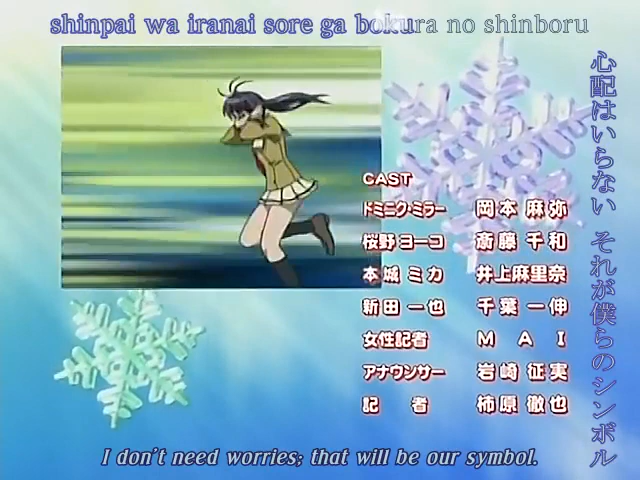 shinpai wa iranai sore ga bokura no shinboru
心配はいらない それが僕らのシンボル
CAST
ドミニク・ミラー 岡本 麻弥
桜野 ヨーコ 斎藤 千和
本城 ミカ 井上麻里奈
新田 一也 千葉 一伸
女性記者 MAI
アナウンサー 岩崎 征実
記者 柿原 徹也
I don't need worries; that will be our symbol.